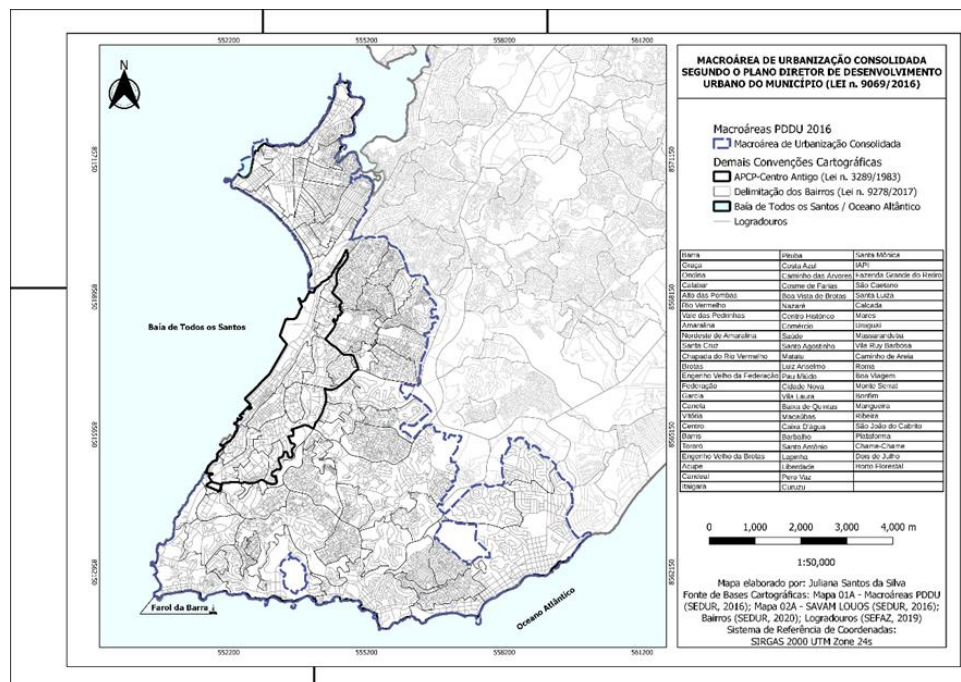 552200 555200 558200 561200
N
8571150
8568150
8565150
8562150
Baía de Todos os Santos
Farol da Barra
Oceano Atlântico
8571150
8568150
8565150
8562150
552200 555200 558200 561200
MACROÁREA DE URBANIZAÇÃO CONSOLIDADA
SEGUNDO O PLANO DIRETOR DE DESENVOLVIMENTO
URBANO DO MUNICÍPIO (LEI n. 9069/2016)
Macroáreas PDDU 2016
Macroárea de Urbanização Consolidada
Demais Convenções Cartográficas
APCP-Centro Antigo (Lei n. 3289/1983)
Delimitação dos Bairros (Lei n. 9278/2017)
Baía de Todos os Santos / Oceano Altântico
Logradouros
Barra Pituba Santa Mônica
Graça Costa Azul IAPI
Ondina Caminho das Árvores Fazenda Grande do Retiro
Calabar Cosme de Farias São Caetano
Alto das Pombas Boa Vista de Brotas Santa Luzia
Rio Vermelho Nazaré Calçada
Vale das Pedrinhas Centro Histórico Mares
Amaralina Comércio Uruguai
Nordeste de Amaralina Saúde Massaranduba
Santa Cruz Santo Agostinho Vila Ruy Barbosa
Chapada do Rio Vermelho Matatu Caminho de Areia
Brotas Luiz Anselmo Roma
Engenho Velho da Federação Pau Miúdo Boa Viagem
Federação Cidade Nova Monte Serrat
Garcia Vila Laura Bonfim
Canela Baixa de Quintas Mangueira
Vitória Macaúbas Ribeira
Centro Caixa D'água São João do Cabrito
Barris Barbalho Plataforma
Tororó Santo Antônio Chame-Chame
Engenho Velho de Brotas Lapinha Dois de Julho
Acupe Liberdade Horto Florestal
Candeal Pero Vaz
Itaigara Curuzu
0 1,000 2,000 3,000 4,000 m
1:50,000
Mapa elaborado por: Juliana Santos da Silva
Fonte de Bases Cartográficas: Mapa 01A - Macroáreas PDDU
(SEDUR, 2016); Mapa 02A - SAVAM LOUOS (SEDUR, 2016);
Bairros (SEDUR, 2020); Logradouros (SEFAZ, 2019)
Sistema de Referência de Coordenadas:
SIRGAS 2000 UTM Zone 24s